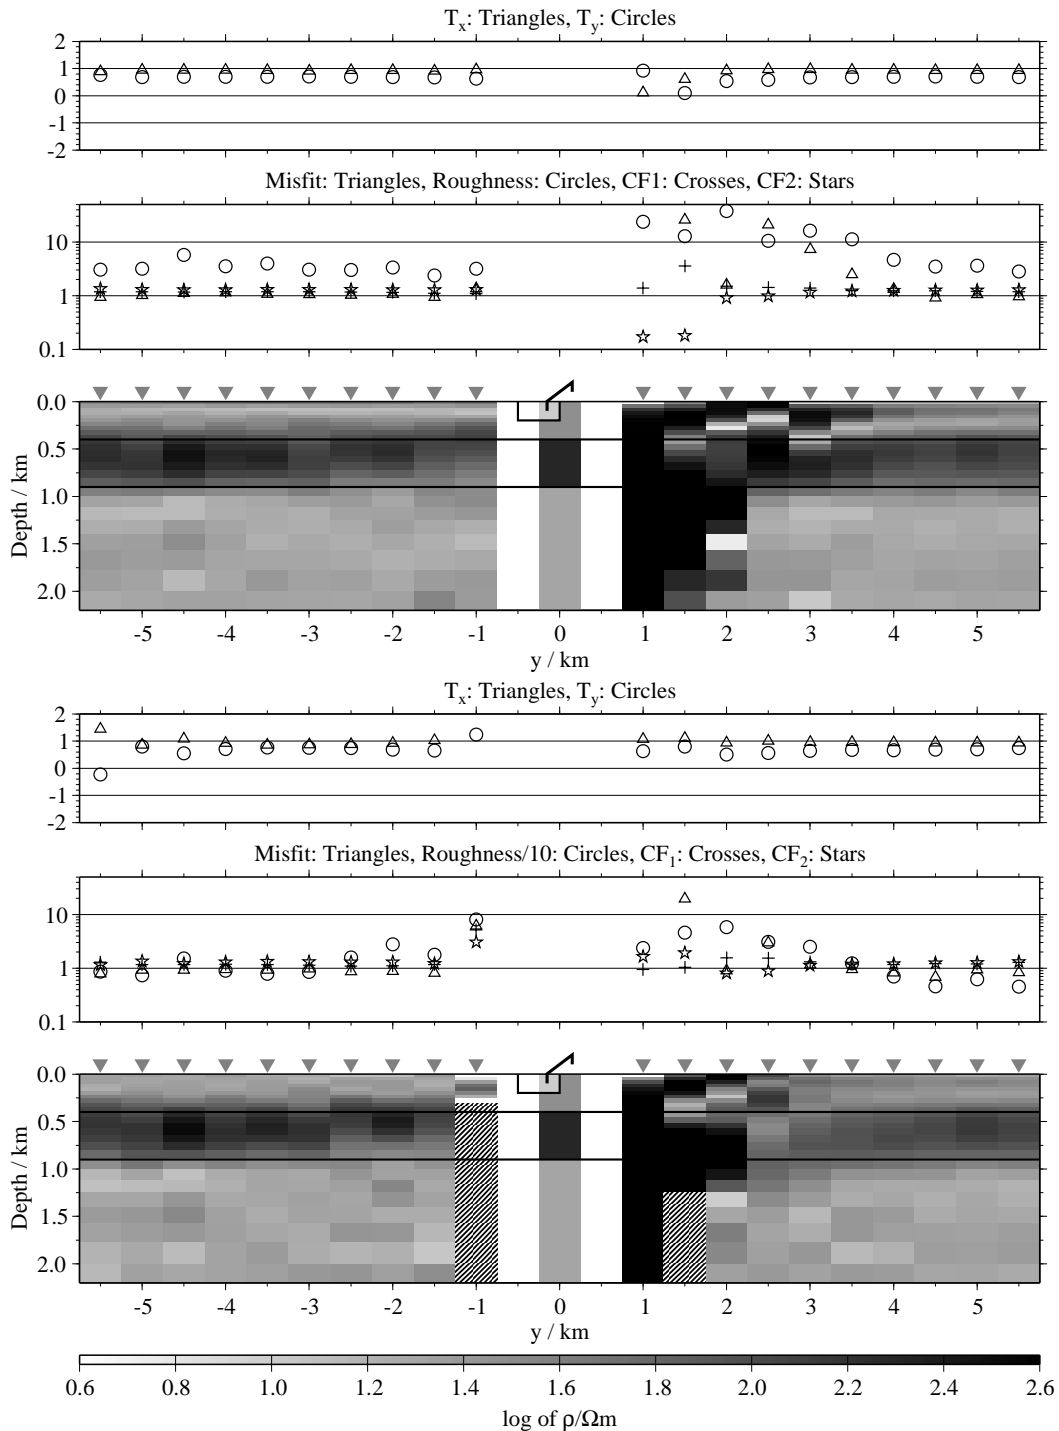 Tx: Triangles, Ty: Circles
2
1
0
-1
-2
Misfit: Triangles, Roughness: Circles, CF1: Crosses, CF2: Stars
10
1
0.1
0.0
0.5
1.0
1.5
2.0
Depth / km
-5 -4 -3 -2 -1 0 1 2 3 4 5
y / km
Tx: Triangles, Ty: Circles
2
1
0
-1
-2
Misfit: Triangles, Roughness/10: Circles, CF1: Crosses, CF2: Stars
10
1
0.1
0.0
0.5
1.0
1.5
2.0
Depth / km
-5 -4 -3 -2 -1 0 1 2 3 4 5
y / km
0.6 0.8 1.0 1.2 1.4 1.6 1.8 2.0 2.2 2.4 2.6
log of ρ/Ωm